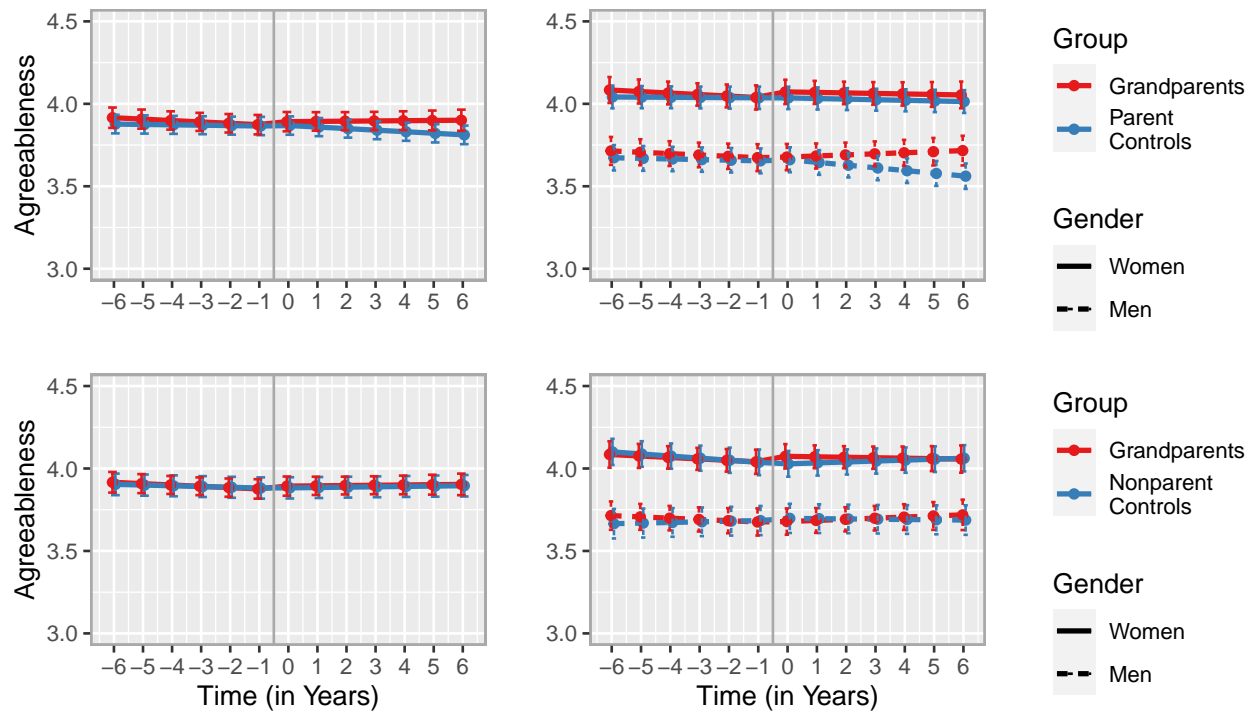 4.5
4.0
3.5
3.0
Agreeableness
−6 −5 −4 −3 −2 −1 0 1 2 3 4 5 6
4.5
4.0
3.5
3.0
−6 −5 −4 −3 −2 −1 0 1 2 3 4 5 6
Group
Grandparents
Parent
Controls
Gender
Women
Men
4.5
4.0
3.5
3.0
Agreeableness
−6 −5 −4 −3 −2 −1 0 1 2 3 4 5 6
Time (in Years)
4.5
4.0
3.5
3.0
−6 −5 −4 −3 −2 −1 0 1 2 3 4 5 6
Time (in Years)
Group
Grandparents
Nonparent
Controls
Gender
Women
Men